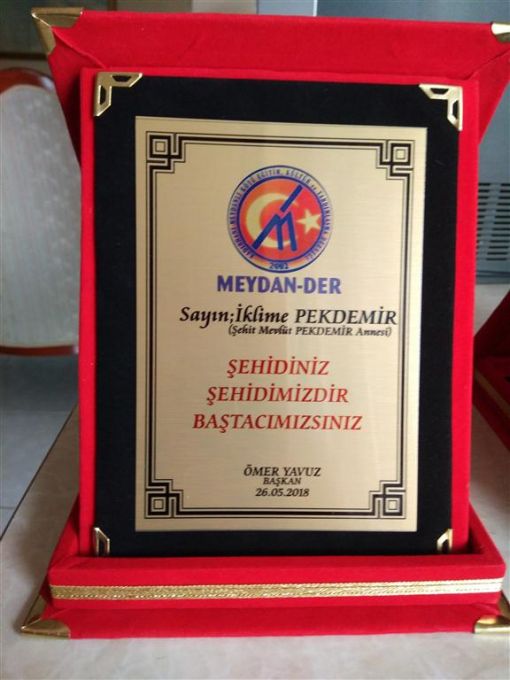 2002
MEYDAN-DER
Sayın;İklime PEKDEMİR
(Şehit Mevlüt PEKDEMİR Annesi)
ŞEHİDİNİZ
ŞEHİDİMİZDİR
BAŞTACIMIZSINIZ
ÖMER YAVUZ
BAŞKAN
26.05.2018